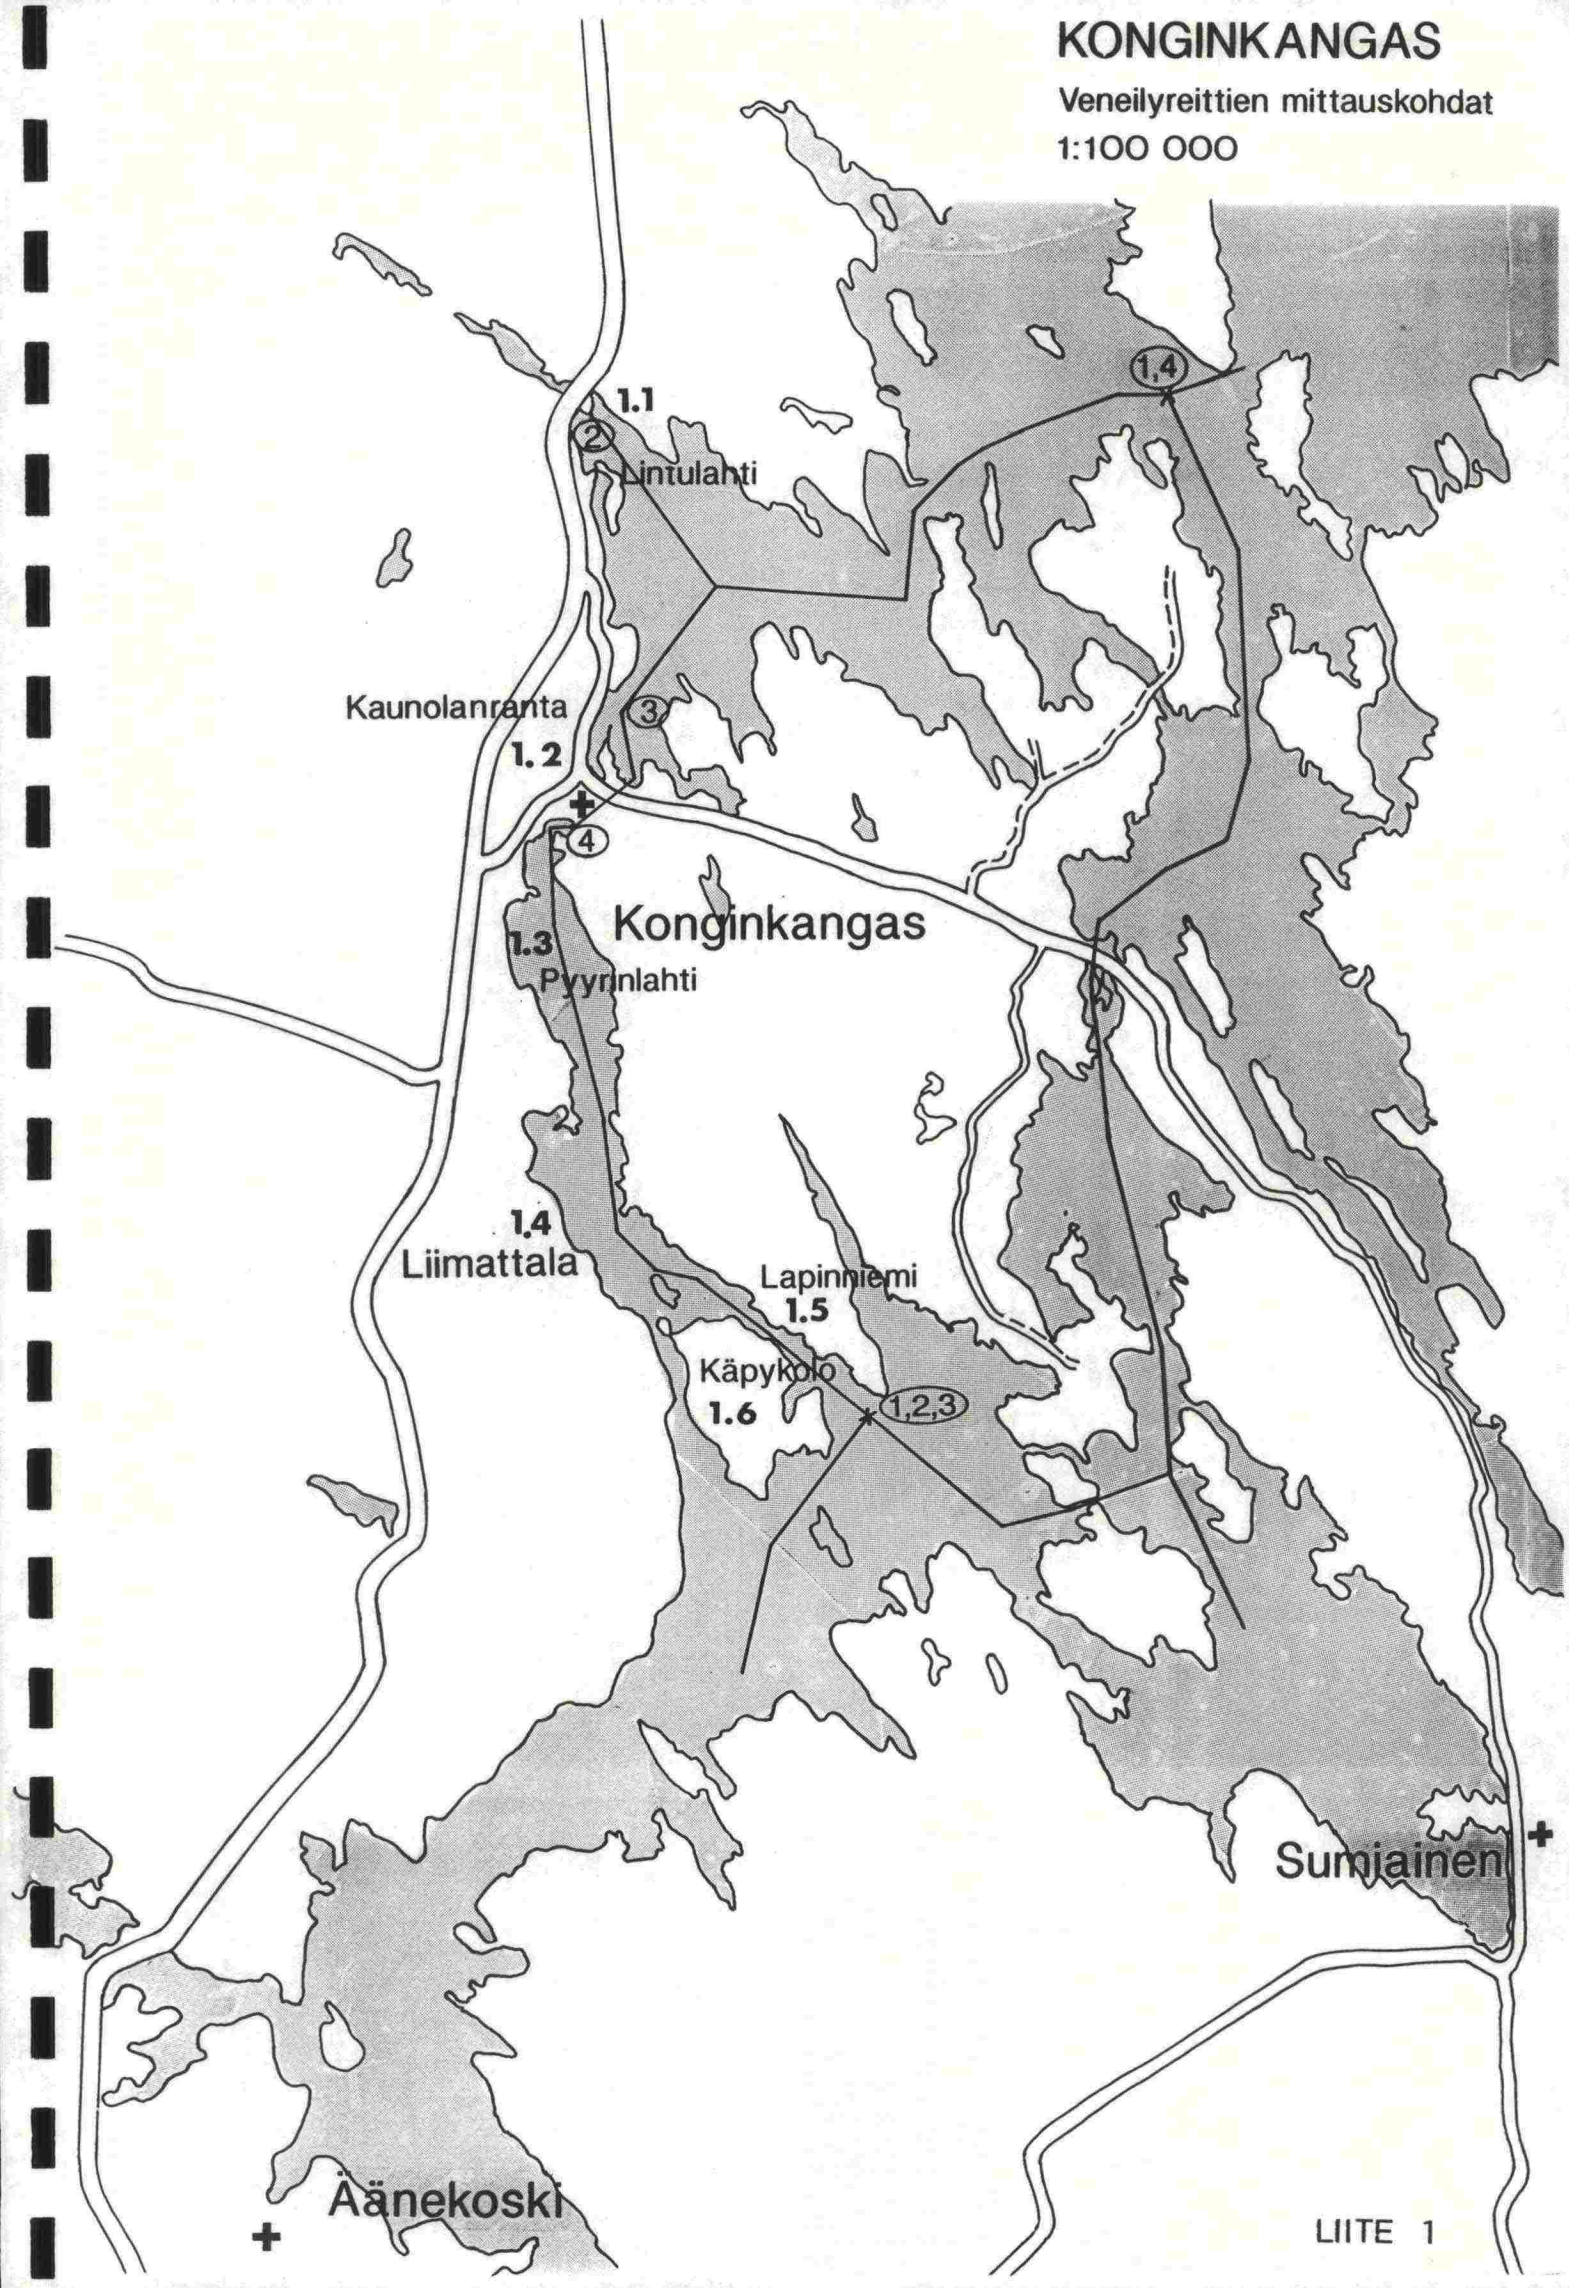 KONGINKANGAS
Veneilyreittien mittauskohdat
1:100 000
1,4
1.1
2
Lintulahti
Kaunolanranta
3
1.2
4
Konginkangas
1.3
Pyyrinlahti
1.4
Liimattala
Lapinniemi
1.5
Käpykolo
1.6
1,2,3
Sumiainen
Äänekoski
LIITE 1